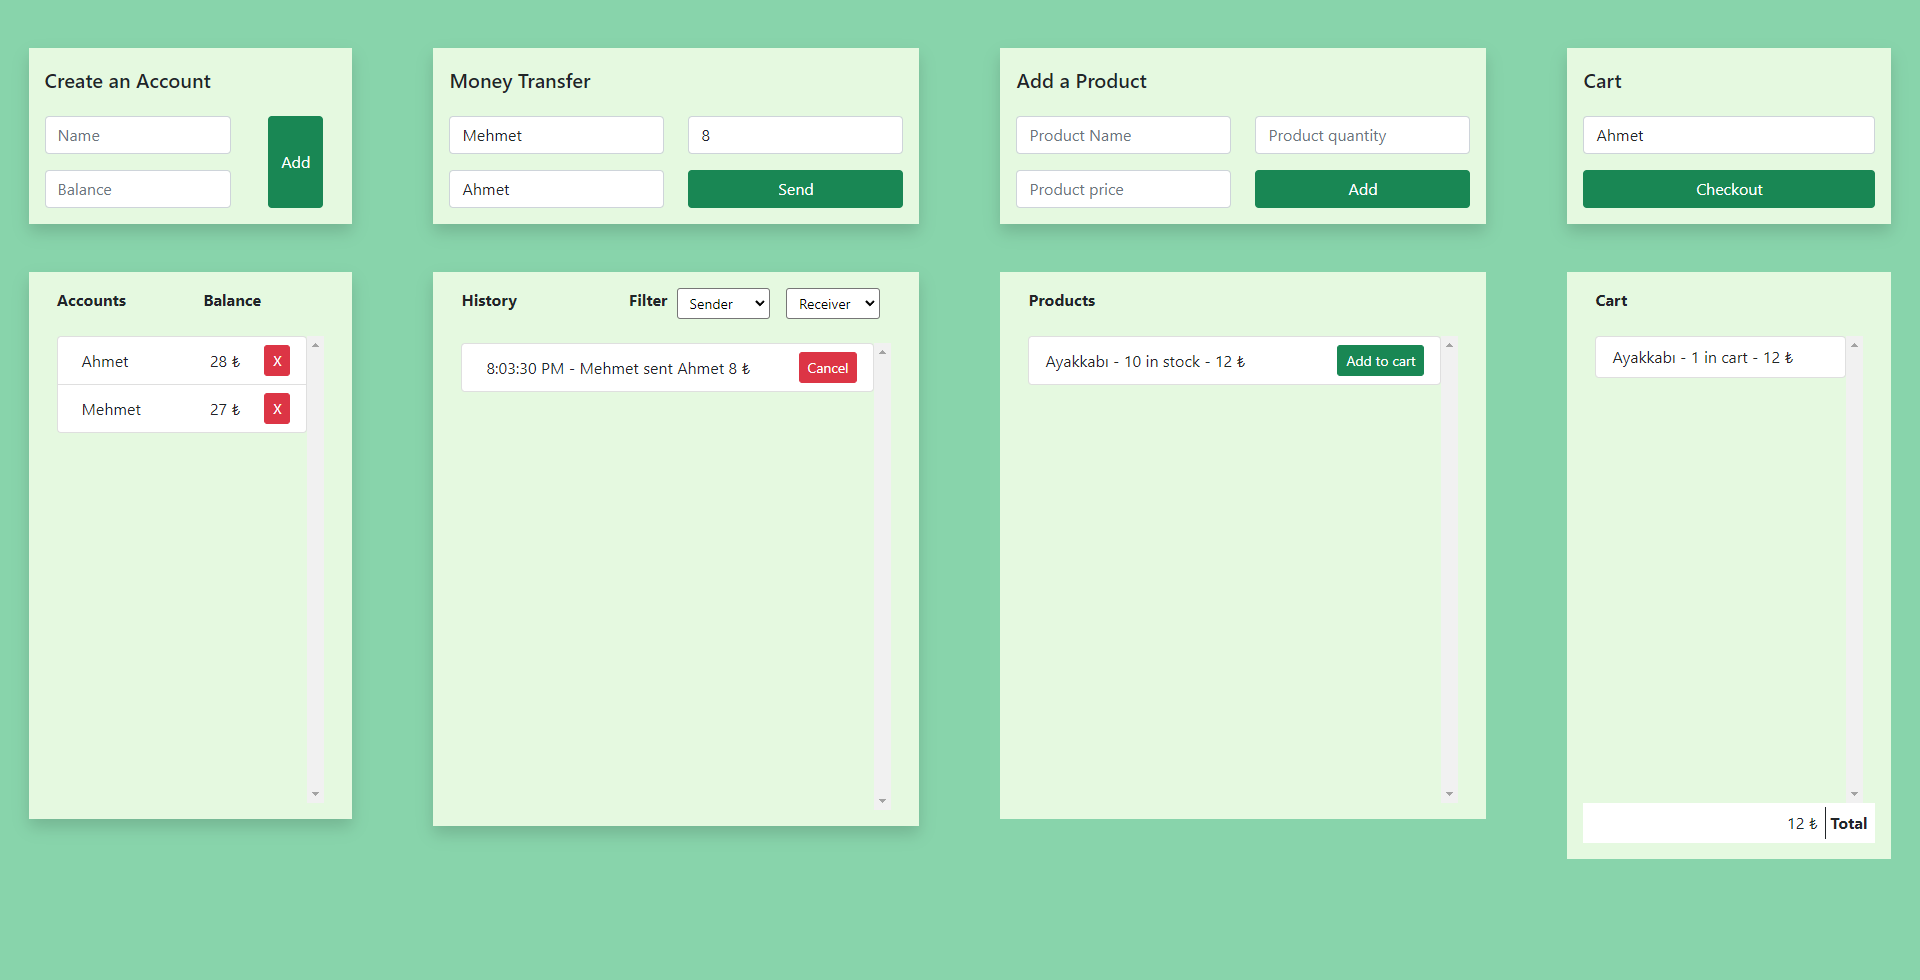 Create an Account
Name
Balance
Add
Money Transfer
Mehmet
8
Ahmet
Send
Add a Product
Product Name
Product quantity
Product price
Add
Cart
Ahmet
Checkout
Accounts Balance
Ahmet 28 ₺ X
Mehmet 27 ₺ X
History Filter Sender Receiver
8:03:30 PM - Mehmet sent Ahmet 8 ₺ Cancel
Products
Ayakkabı - 10 in stock - 12 ₺ Add to cart
Cart
Ayakkabı - 1 in cart - 12 ₺
12 ₺ Total